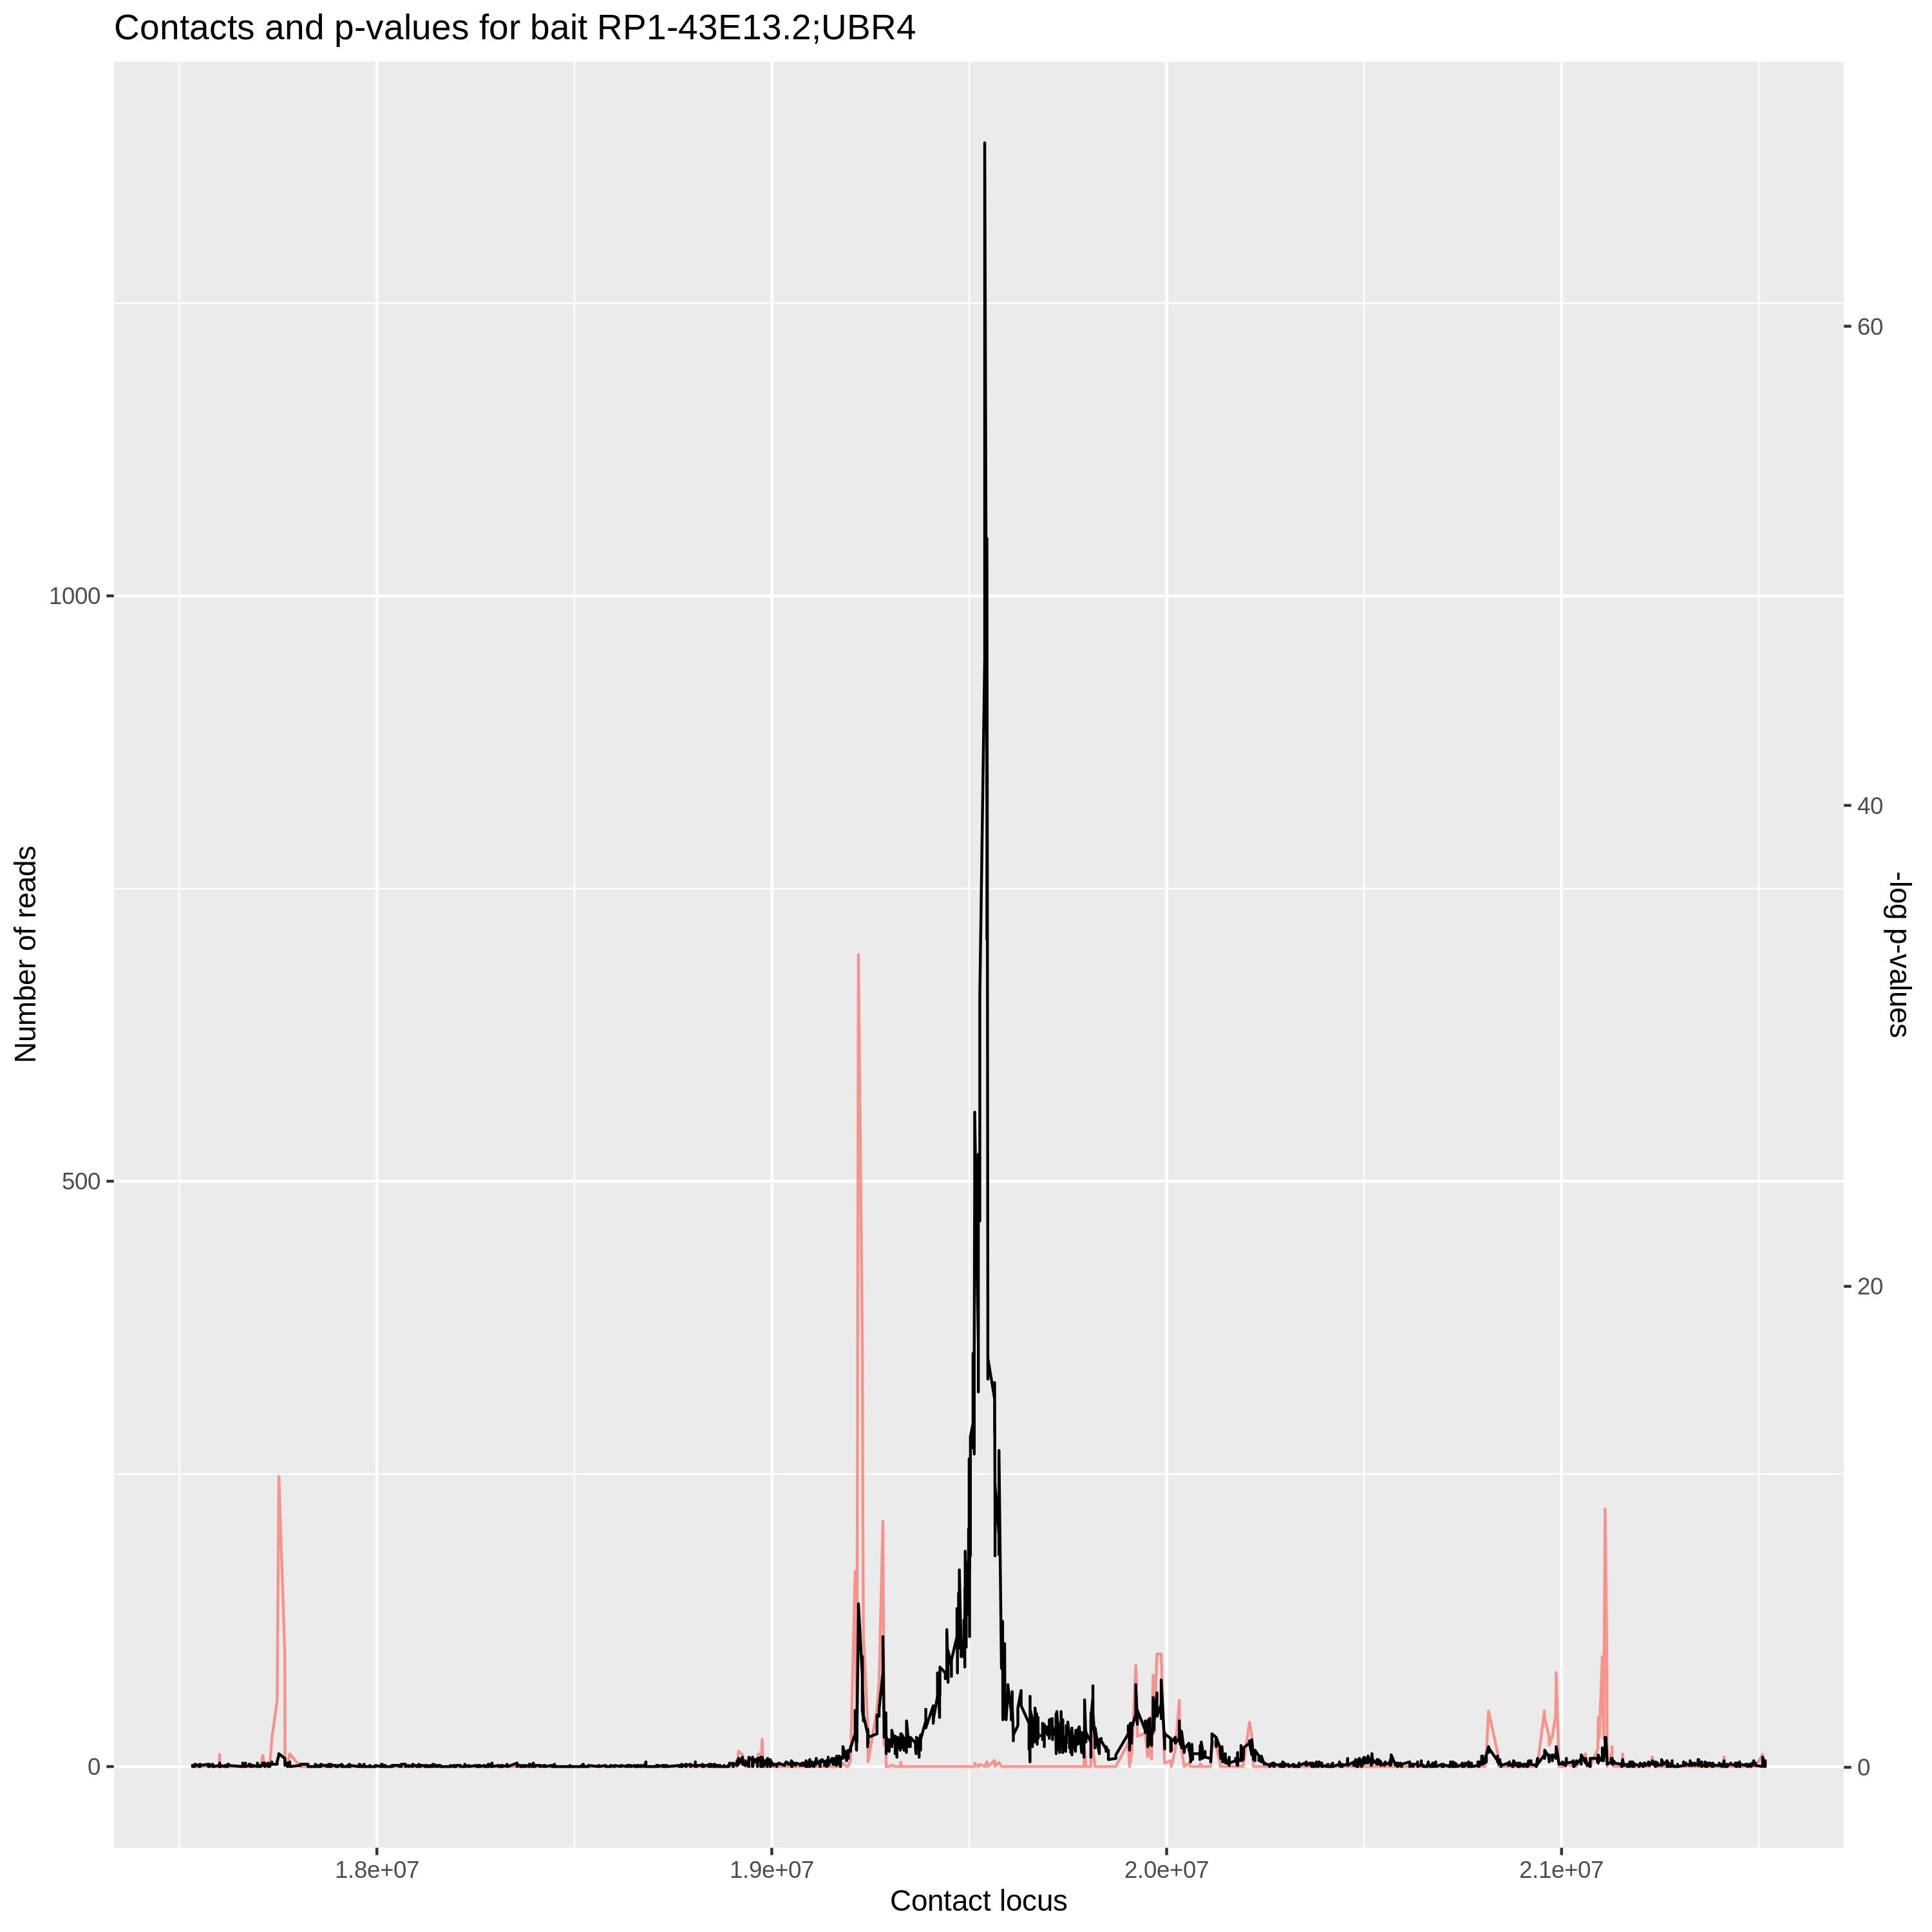 Contacts and p-values for bait RP1-43E13.2;UBR4
Number of reads
1000
500
0
60
40
20
0
-log p-values
1.8e+07
1.9e+07
2.0e+07
2.1e+07
Contact locus